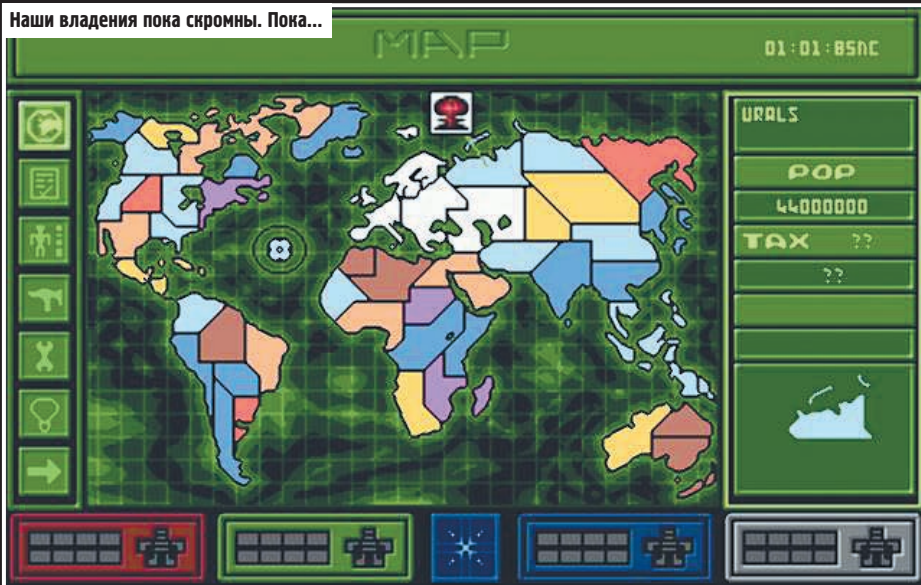 Наши владения пока скромны. Пока...
MAP
01:01:85NC
URALS
POP
44000000
TAX ??
??